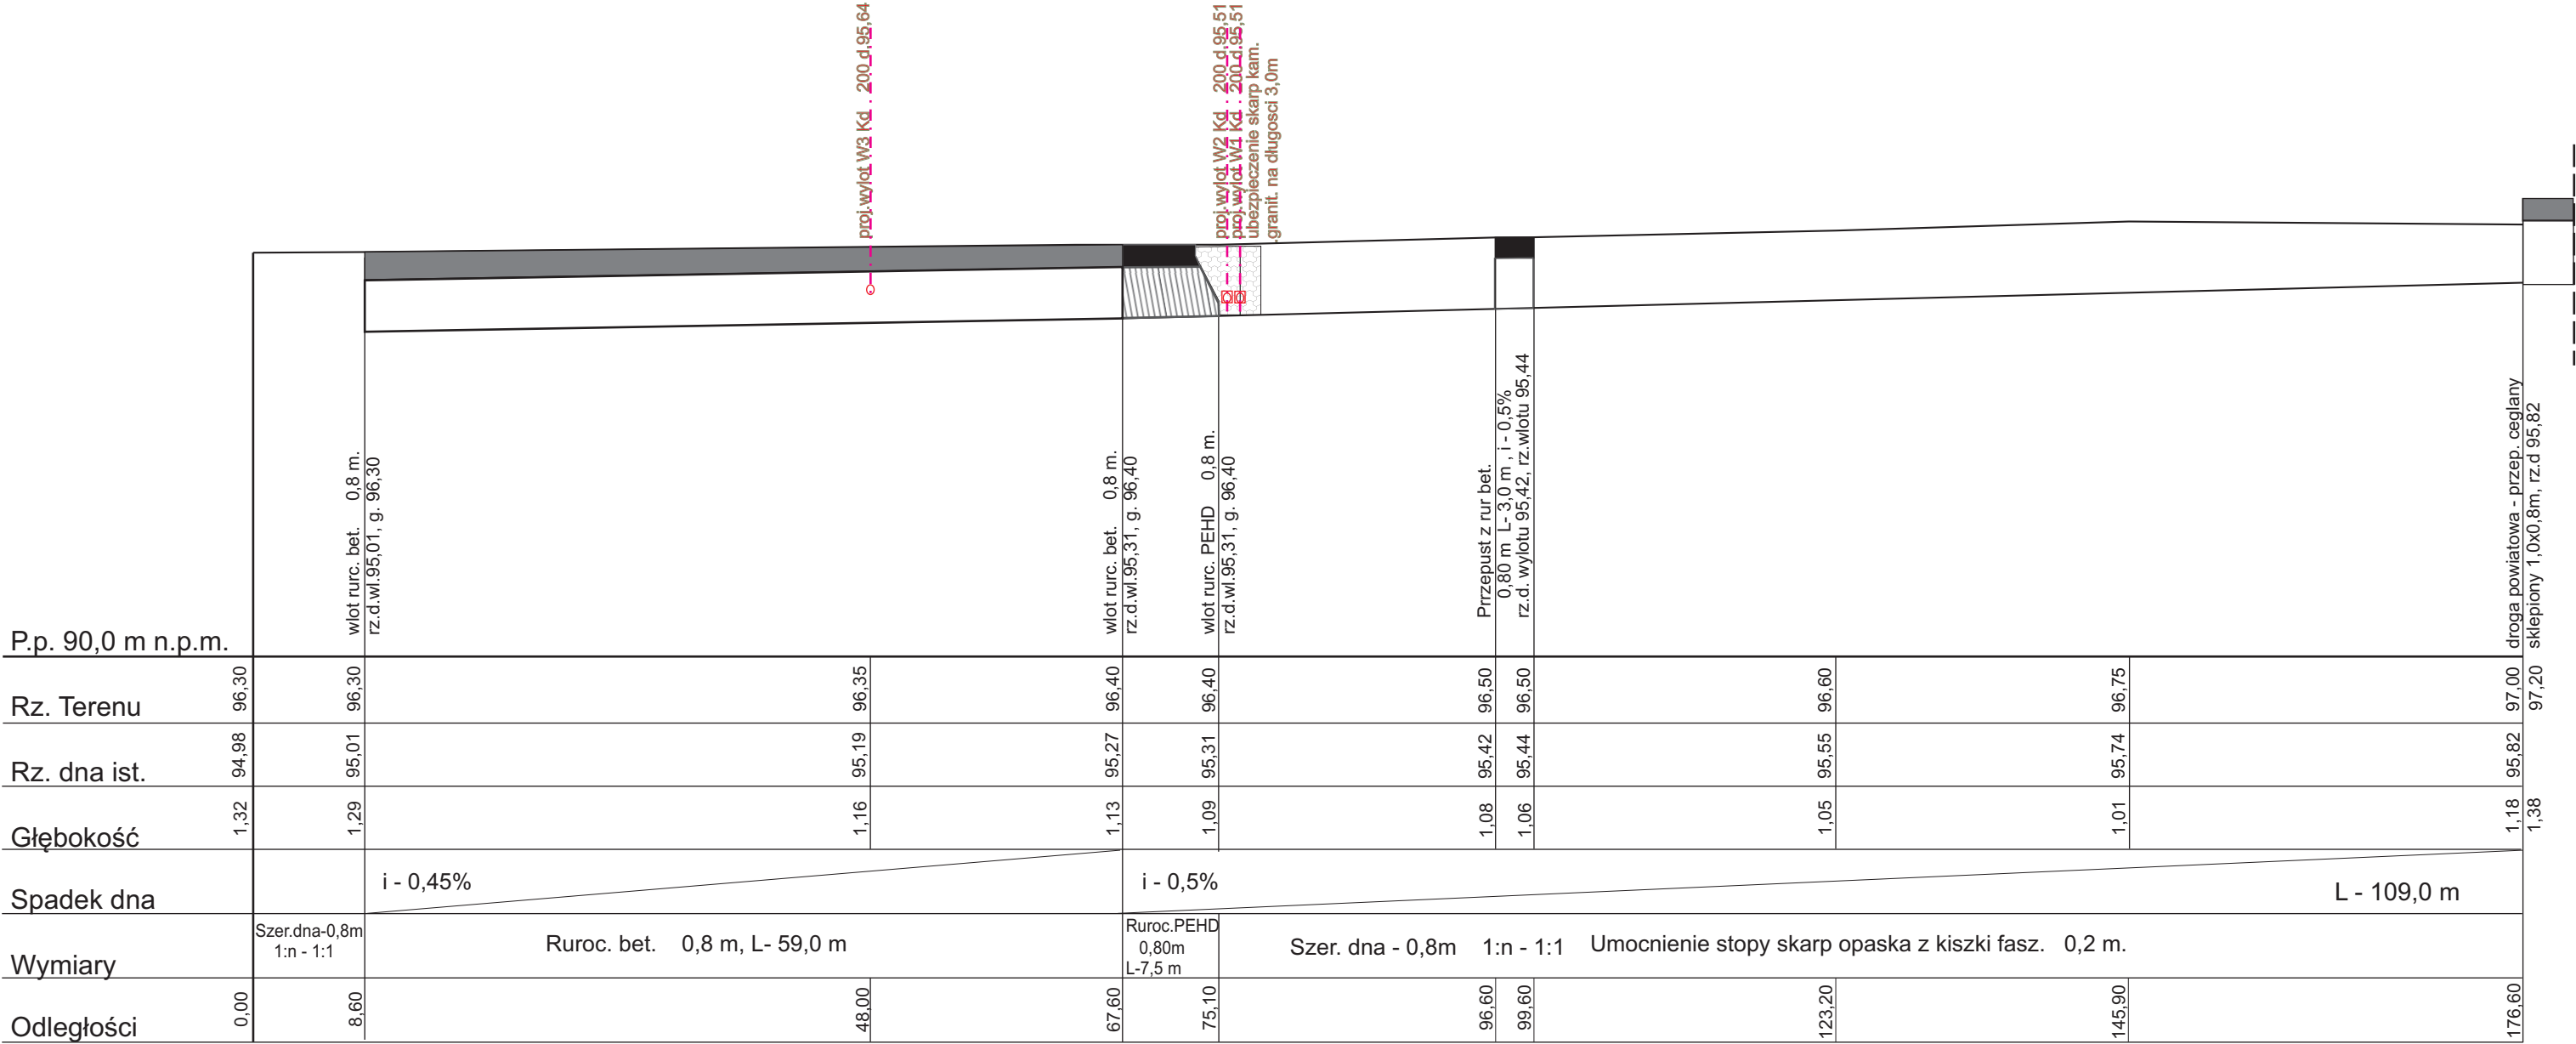 proj.wylot W3 Kd . 200 d.95,64
proj.wylot W2 Kd . 200 d.95,51
proj.wylot W1 Kd . 200 d.95,51
ubezpieczenie skarp kam.
granit. na długosci 3,0m
wlot rurc. bet. 0,8 m.
rz.d.wl.95,01, g. 96,30
wlot rurc. bet. 0,8 m.
rz.d.wl.95,31, g. 96,40
wlot rurc. PEHD 0,8 m.
rz.d.wl.95,31, g. 96,40
Prrzepust z rur bet.
0,80 m L- 3,0 m , i - 0,5%
rz.d. wylotu 95,42, rz.wlotu 95,44
droga powiatowa - przep. ceglany
sklepiony 1,0x0,8m, rz.d 95,82
P.p. 90,0 m n.p.m.
Rz. Terenu 96,30 96,30 96,35 96,40 96,40 96,50 96,50 96,60 96,75 97,00 97,20
Rz. dna ist. 94,98 95,01 95,19 95,27 95,31 95,42 95,44 95,55 95,74 95,82
Głębokość 1,32 1,29 1,16 1,13 1,09 1,08 1,06 1,05 1,01 1,18 1,38
Spadek dna i - 0,45% i - 0,5% L - 109,0 m
Wymiary
Szer.dna-0,8m
1:n - 1:1
Ruroc. bet. 0,8 m, L- 59,0 m
Ruroc.PEHD
0,80m
L-7,5 m
Szer. dna - 0,8m 1:n - 1:1 Umocnienie stopy skarp opaska z kiszki fasz. 0,2 m.
Odległości 0,00 8,60 48,00 67,60 75,10 96,60 99,60 123,20 145,90 176,60